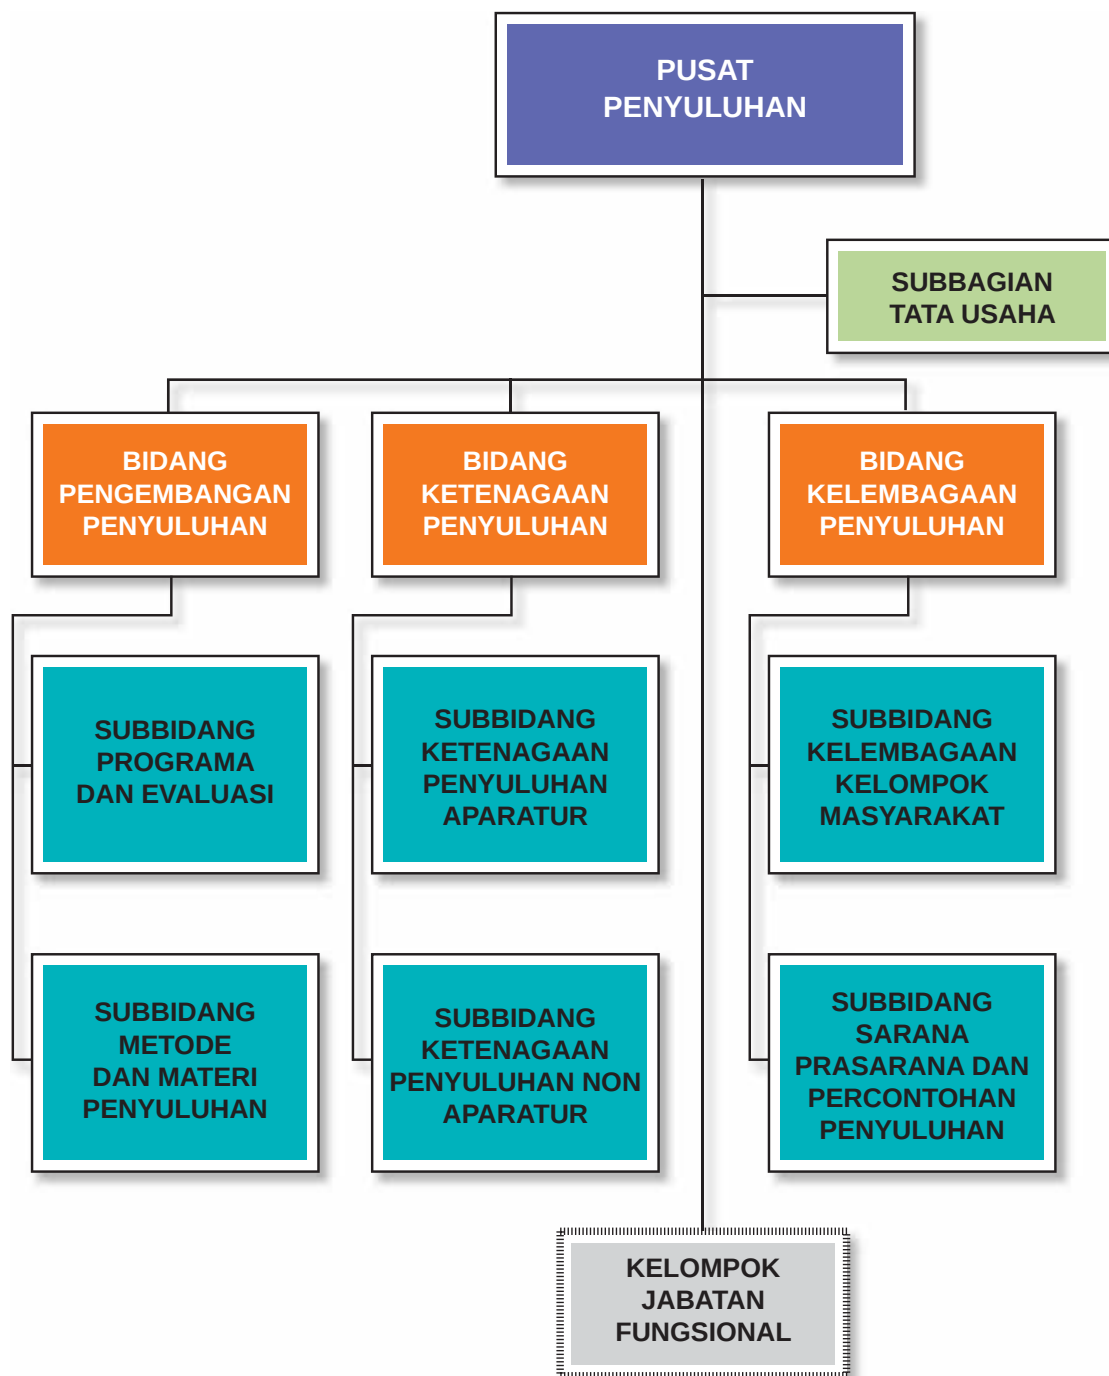 PUSAT
PENYULUHAN
SUBBAGIAN
TATA USAHA
BIDANG
PENGEMBANGAN
PENYULUHAN
BIDANG
KETENAGAAN
PENYULUHAN
BIDANG
KELEMBAGAAN
PENYULUHAN
SUBBIDANG
PROGRAMA
DAN EVALUASI
SUBBIDANG
KETENAGAAN
PENYULUHAN
APARATUR
SUBBIDANG
KELEMBAGAAN
KELOMPOK
MASYARAKAT
SUBBIDANG
METODE
DAN MATERI
PENYULUHAN
SUBBIDANG
KETENAGAAN
PENYULUHAN NON
APARATUR
SUBBIDANG
SARANA
PRASARANA DAN
PERCONTOHAN
PENYULUHAN
KELOMPOK
JABATAN
FUNGSIONAL